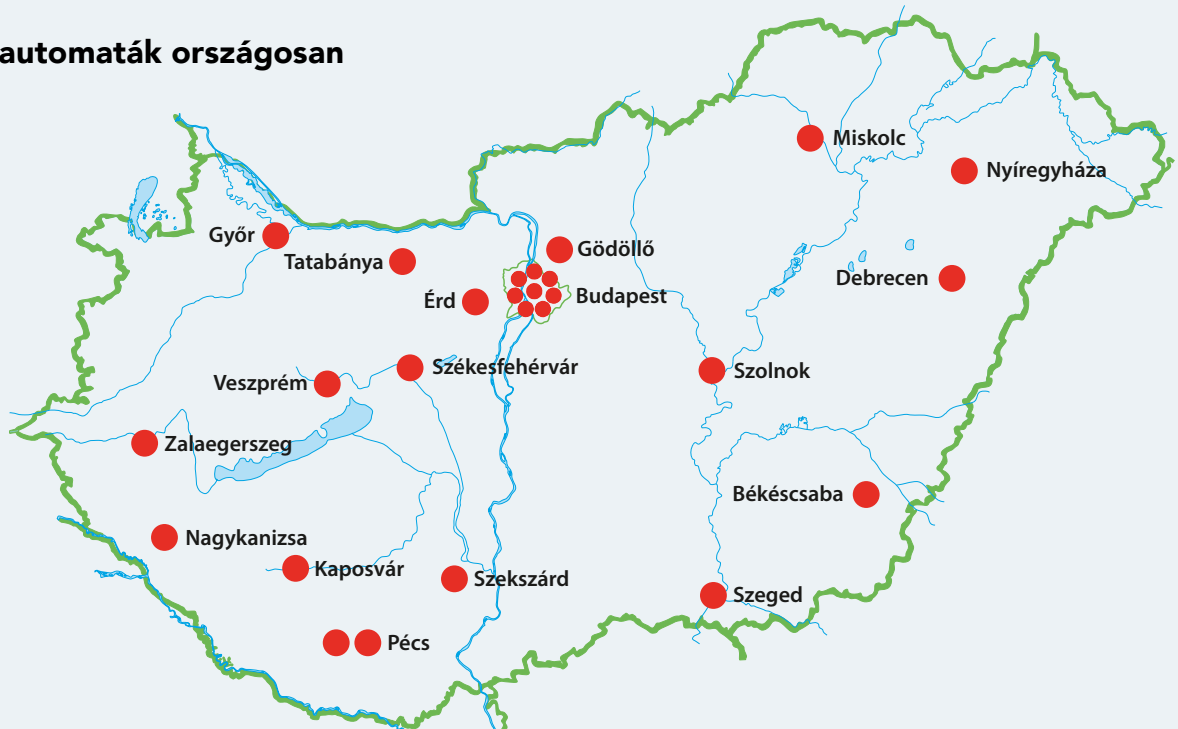 automaták országosan
Miskolc
Nyíregyháza
Győr
Gödöllő
Tatabánya
Debrecen
Érd
Budapest
Székesfehérvár
Szolnok
Veszprém
Zalaegerszeg
Békéscsaba
Nagykanizsa
Kaposvár
Szekszárd
Szeged
Pécs